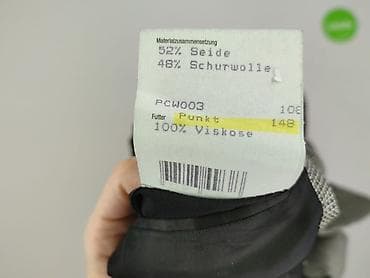 Materialzusammensetzung
52% Seide
48% Schurwolle
PCW003 108
Futter Punkt 148
100% Viskose